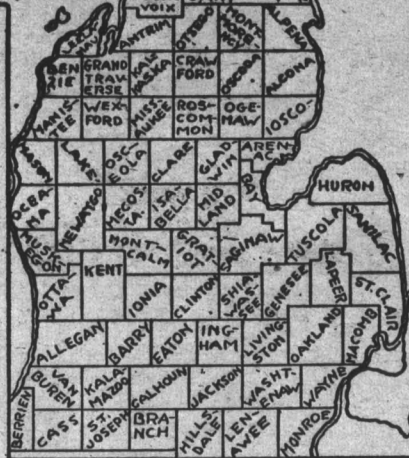 VOIX
ANTRIM
OTSEGO
MONT-
MOREN-
CY
ALPENA
LEELA-
NAU
BEN
ZIE
GRAND
TRAV-
ERSE
KAL-
KASKA
CRAW
FORD
OSCODA
ALCONA
MANIS-
TEE
WEX-
FORD
MISS-
AUKEE
ROS-
COM-
MON
OGE-
MAW
IOSCO-
MASON
LAKE
OSC-
EOLA
CLARE
GLAD-
WIN
AREN-
AC
BAY
HURON
OCEA-
NA
NEWAYGO
MECOS-
TA
ISA-
BELLA
MID
LAND
TUSCOLA
SANILAC
MUSK-
EGON
KENT
MONT-
CALM
GRAT-
IOT
SAGINAW
OTTA-
WA
IONIA
CLINTON
SHIA-
WAS-
SEE
GENESEE
LAPEER
ST. CLAIR
ALLEGAN
BARRY
EATON
ING-
HAM
LIVING-
STON
OAKLAND
MACOMB
VAN
BUREN
KALA-
MAZOO
CALHOUN
JACKSON
WASHT-
ENAW
WAYNE
BERRIEN
CASS
ST.
JOSEPH
BRA-
NCH
HILLS-
DALE
LEN-
AWEE
MONROE